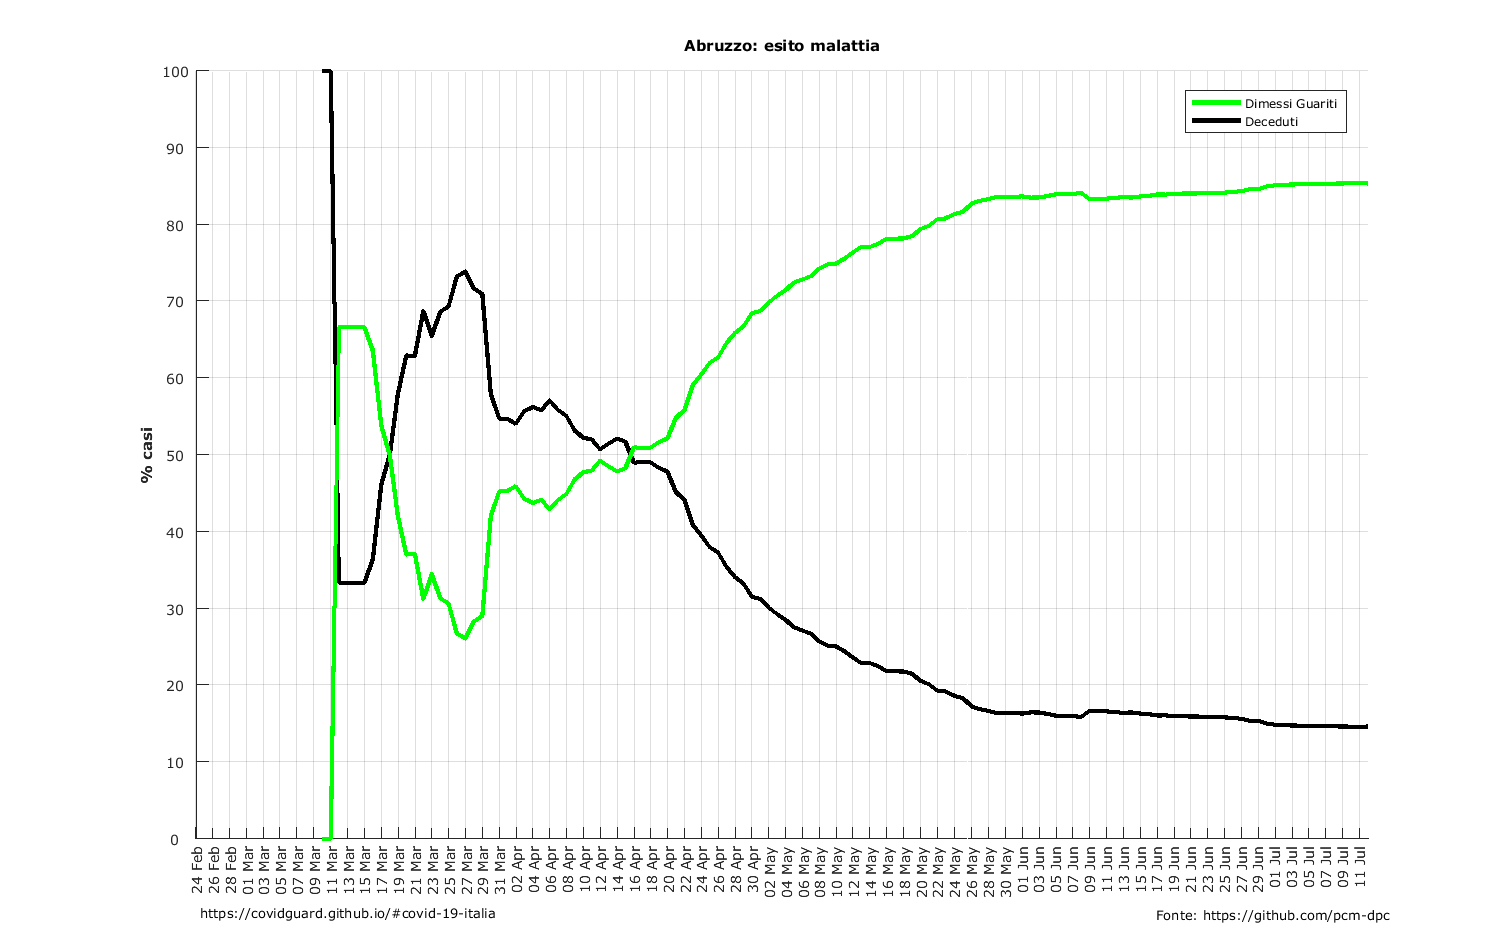 Abruzzo: esito malattia
Dimessi Guariti
Deceduti
% casi
100
90
80
70
60
50
40
30
20
10
0
24 Feb
26 Feb
28 Feb
01 Mar
03 Mar
05 Mar
07 Mar
09 Mar
11 Mar
13 Mar
15 Mar
17 Mar
19 Mar
21 Mar
23 Mar
25 Mar
27 Mar
29 Mar
31 Mar
02 Apr
04 Apr
06 Apr
08 Apr
10 Apr
12 Apr
14 Apr
16 Apr
18 Apr
20 Apr
22 Apr
24 Apr
26 Apr
28 Apr
30 Apr
02 May
04 May
06 May
08 May
10 May
12 May
14 May
16 May
18 May
20 May
22 May
24 May
26 May
28 May
30 May
01 Jun
03 Jun
05 Jun
07 Jun
09 Jun
11 Jun
13 Jun
15 Jun
17 Jun
19 Jun
21 Jun
23 Jun
25 Jun
27 Jun
29 Jun
01 Jul
03 Jul
05 Jul
07 Jul
09 Jul
11 Jul
https://covidguard.github.io/#covid-19-italia
Fonte: https://github.com/pcm-dpc